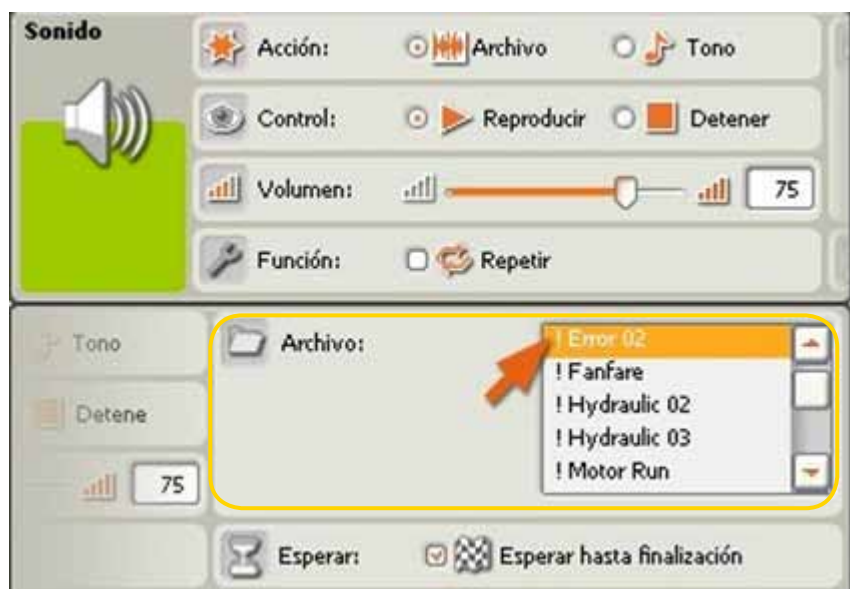 Sonido
Acción: Archivo Tono
Control: Reproducir Detener
Volumen: 75
Función: Repetir
Tono
Detene
75
Archivo:
! Error 02
! Fanfare
! Hydraulic 02
! Hydraulic 03
! Motor Run
Esperar: Esperar hasta finalización